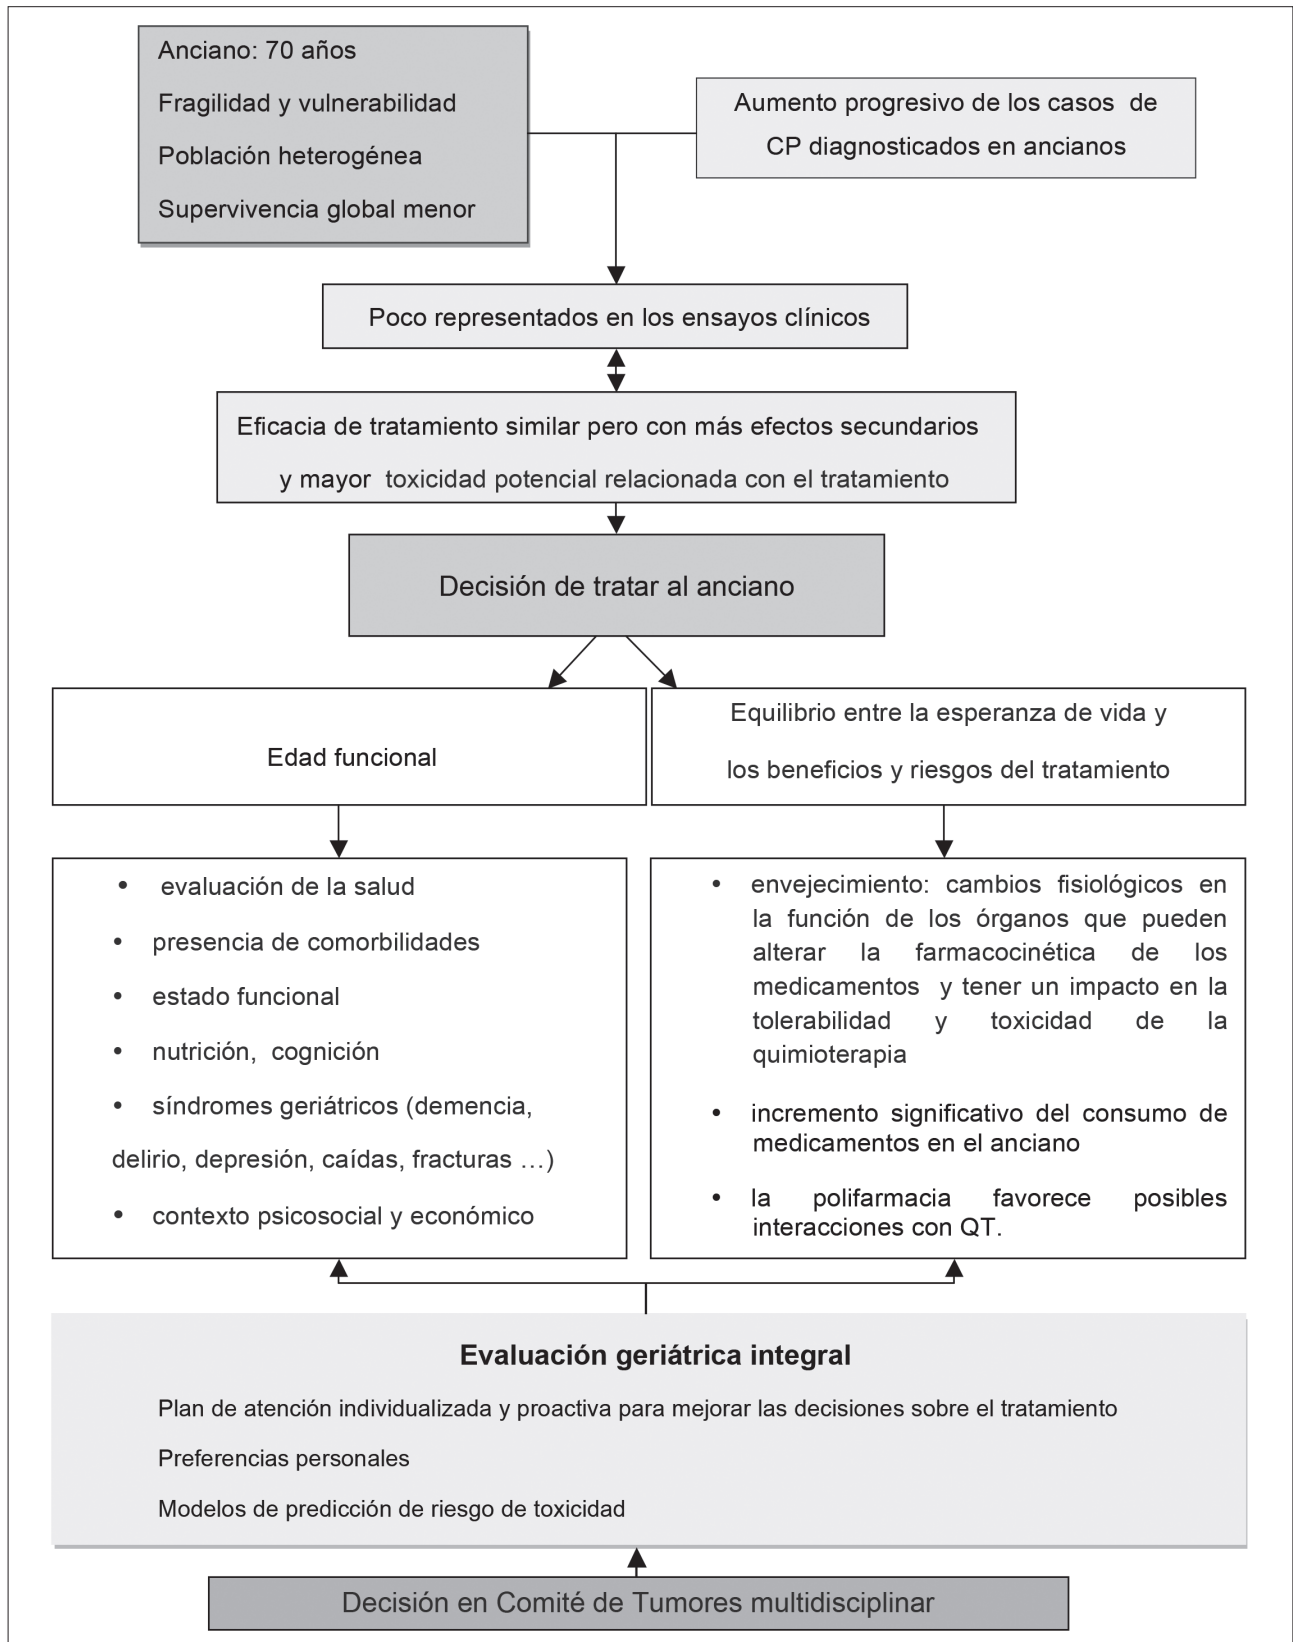 Anciano: 70 años
Fragilidad y vulnerabilidad
Población heterogénea
Supervivencia global menor
Aumento progresivo de los casos de
CP diagnosticados en ancianos
Poco representados en los ensayos clínicos
Eficacia de tratamiento similar pero con más efectos secundarios
y mayor toxicidad potencial relacionada con el tratamiento
Decisión de tratar al anciano
Edad funcional
Equilibrio entre la esperanza de vida y
los beneficios y riesgos del tratamiento
• evaluación de la salud
• presencia de comorbilidades
• estado funcional
• nutrición, cognición
• síndromes geriátricos (demencia,
delirio, depresión, caídas, fracturas ...)
• contexto psicosocial y económico
• envejecimiento: cambios fisiológicos en
la función de los órganos que pueden
alterar la farmacocinética de los
medicamentos y tener un impacto en la
tolerabilidad y toxicidad de la
quimioterapia
• incremento significativo del consumo de
medicamentos en el anciano
• la polifarmacia favorece posibles
interacciones con QT.
Evaluación geriátrica integral
Plan de atención individualizada y proactiva para mejorar las decisiones sobre el tratamiento
Preferencias personales
Modelos de predicción de riesgo de toxicidad
Decisión en Comité de Tumores multidisciplinar